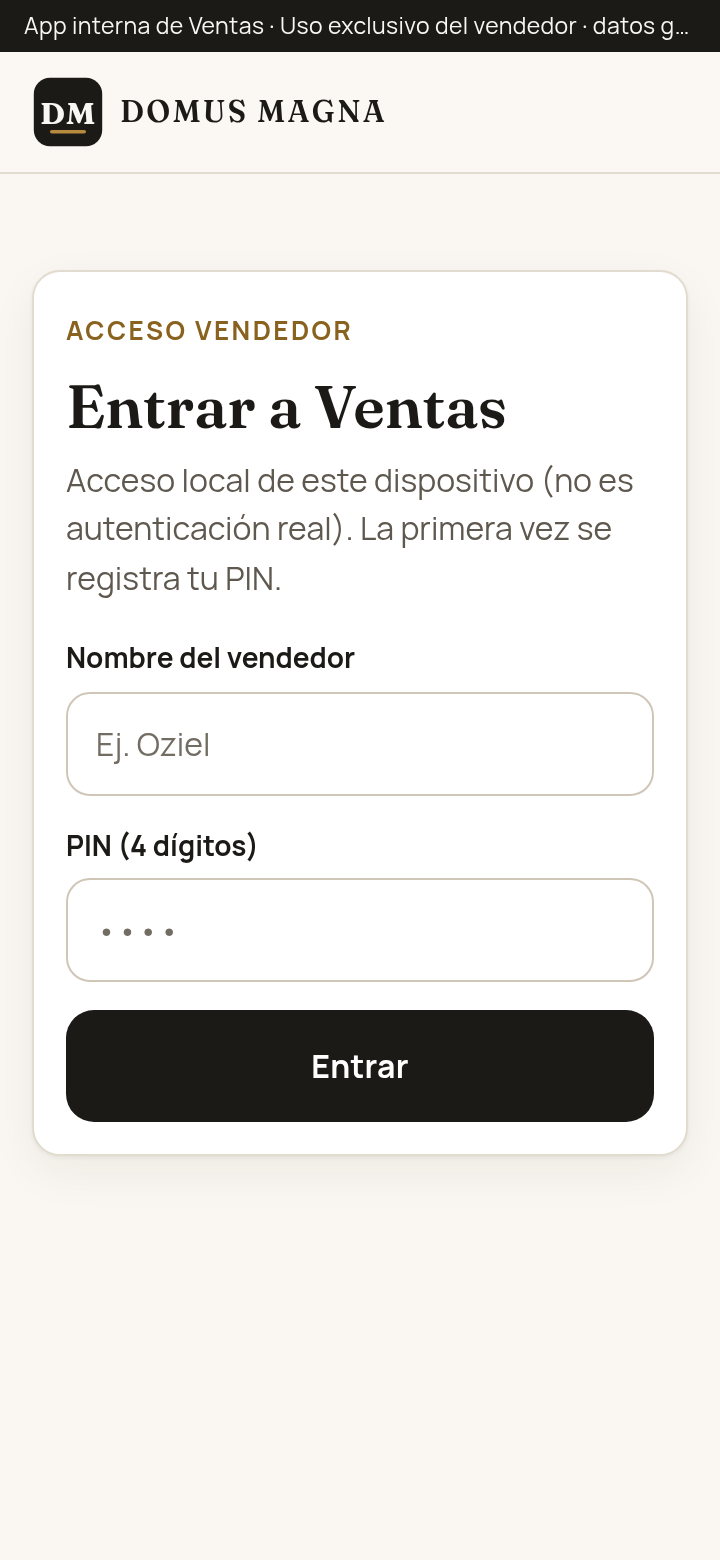 App interna de Ventas · Uso exclusivo del vendedor · datos g…
DM
DOMUS MAGNA
ACCESO VENDEDOR
Entrar a Ventas
Acceso local de este dispositivo (no es
autenticación real). La primera vez se
registra tu PIN.
Nombre del vendedor
Ej. Oziel
PIN (4 dígitos)
••••
Entrar